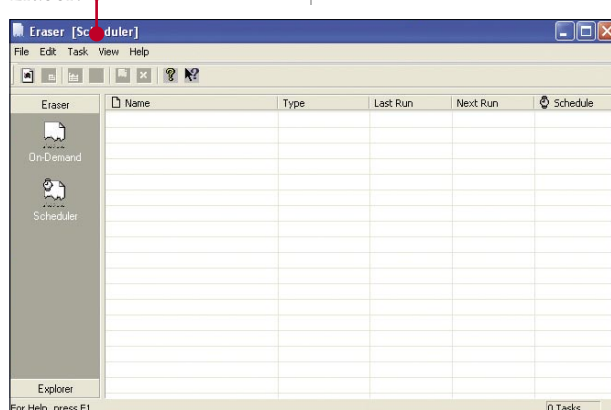 Eraser [Scheduler]
File Edit Task View Help
Eraser
Name Type Last Run Next Run Schedule
On-Demand
Scheduler
Explorer
For Help, press F1
0 Tasks